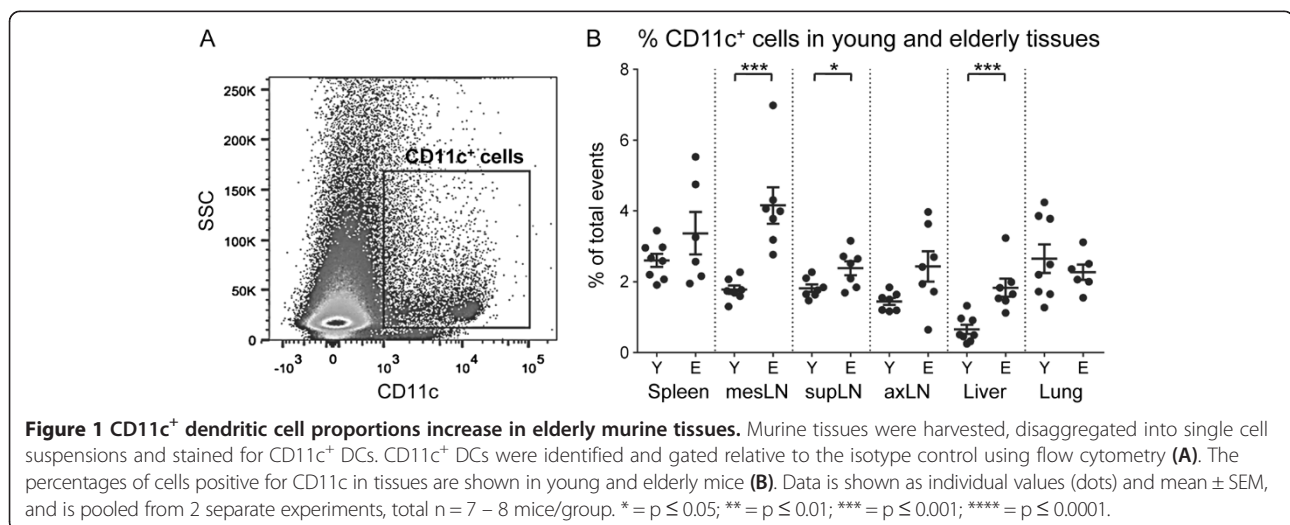 A
B % CD11c⁺ cells in young and elderly tissues
250K
200K
150K
100K
50K
0
SSC
CD11c⁺ cells
-10³ 0 10³ 10⁴ 10⁵
CD11c
8
6
4
2
0
% of total events
*** * ***
Y E Y E Y E Y E Y E Y E
Spleen mesLN supLN axLN Liver Lung
Figure 1 CD11c⁺ dendritic cell proportions increase in elderly murine tissues. Murine tissues were harvested, disaggregated into single cell
suspensions and stained for CD11c⁺ DCs. CD11c⁺ DCs were identified and gated relative to the isotype control using flow cytometry (A). The
percentages of cells positive for CD11c in tissues are shown in young and elderly mice (B). Data is shown as individual values (dots) and mean ± SEM,
and is pooled from 2 separate experiments, total n = 7 – 8 mice/group. * = p ≤ 0.05; ** = p ≤ 0.01; *** = p ≤ 0.001; **** = p ≤ 0.0001.